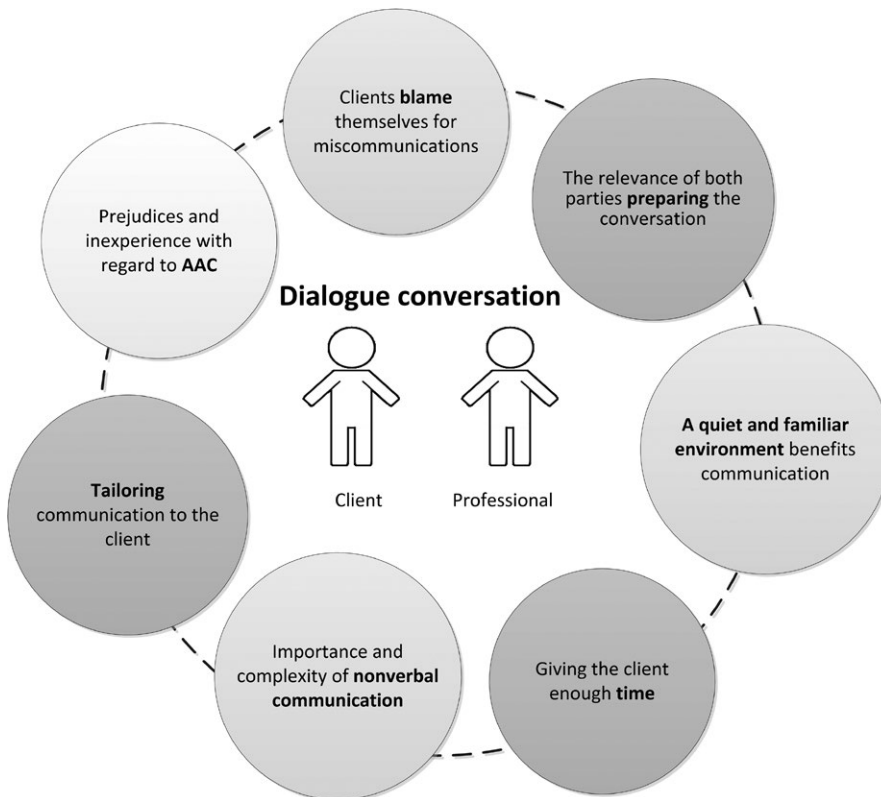 Clients blame
themselves for
miscommunications
The relevance of both
parties preparing the
conversation
Prejudices and
inexperience with
regard to AAC
Dialogue conversation
A quiet and familiar
environment benefits
communication
Tailoring
communication to the
client
Client
Professional
Importance and
complexity of nonverbal
communication
Giving the client
enough time